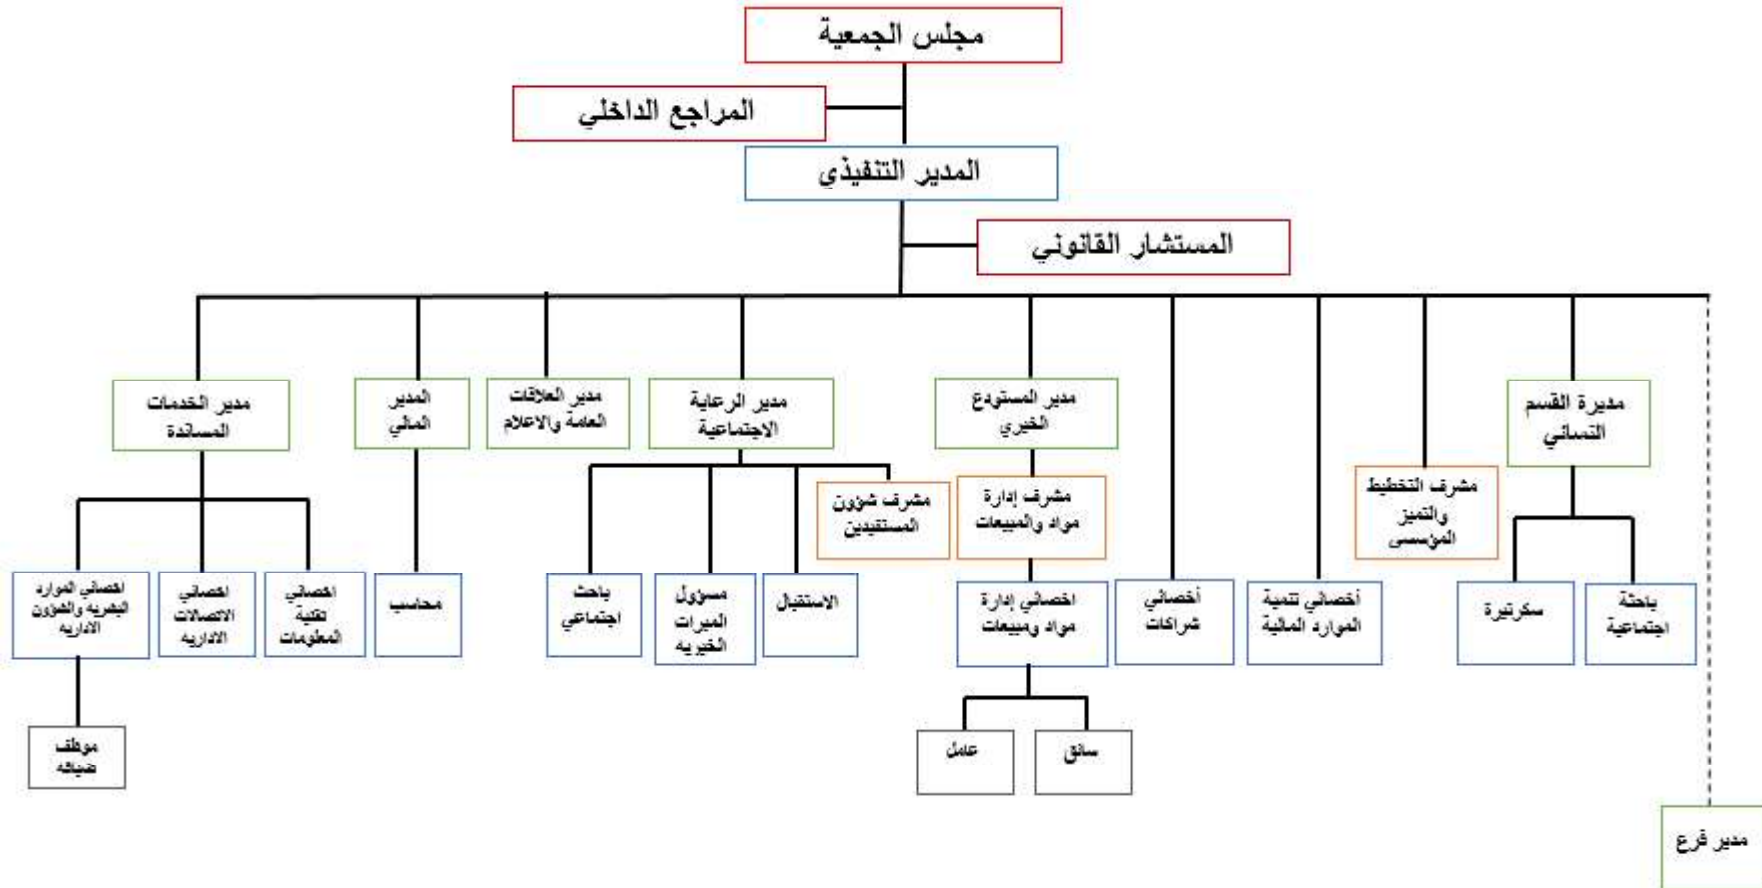 مجلس الجمعية
المراجع الداخلي
المدير التنفيذي
المستشار القانوني
مديرة القسم
النسائي
مدير المستودع
الخيري
مدير الرعاية
الاجتماعية
مدير العلاقات
العامة والاعلام
المدير
المالي
مدير الخدمات
المساندة
مشرف التخطيط
والتميز
المؤسسى
مشرف إدارة
مواد والمبيعات
مشرف شؤون
المستفيدين
باحثة
اجتماعية
سكرتيرة
أخصائي تنمية
الموارد المالية
أخصائي
شراكات
اخصائي إدارة
مواد ومبيعات
الاستقبال
مسؤول
الميرات
الخيريه
باحث
اجتماعي
محاسب
اخصائي
تقنية
المعلومات
اخصائي
الاتصالات
الاداريه
اخصائي الموارد
البشريه والشؤون
الاداريه
سائق
عامل
موظف
ضيافه
مدير فرع